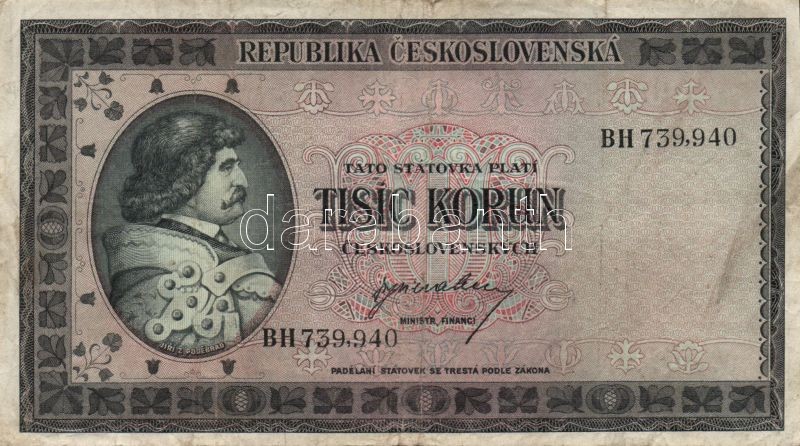 REPUBLIKA ČESKOSLOVENSKÁ
BH 739,940
TATO STÁTOVKA PLATÍ
TISÍC KORUN
ČESKOSLOVENSKÝCH
MINISTR FINANCÍ
BH 739,940
JIŘÍ Z PODĚBRAD
PADĚLÁNÍ STÁTOVEK SE TRESTÁ PODLE ZÁKONA
darabanth